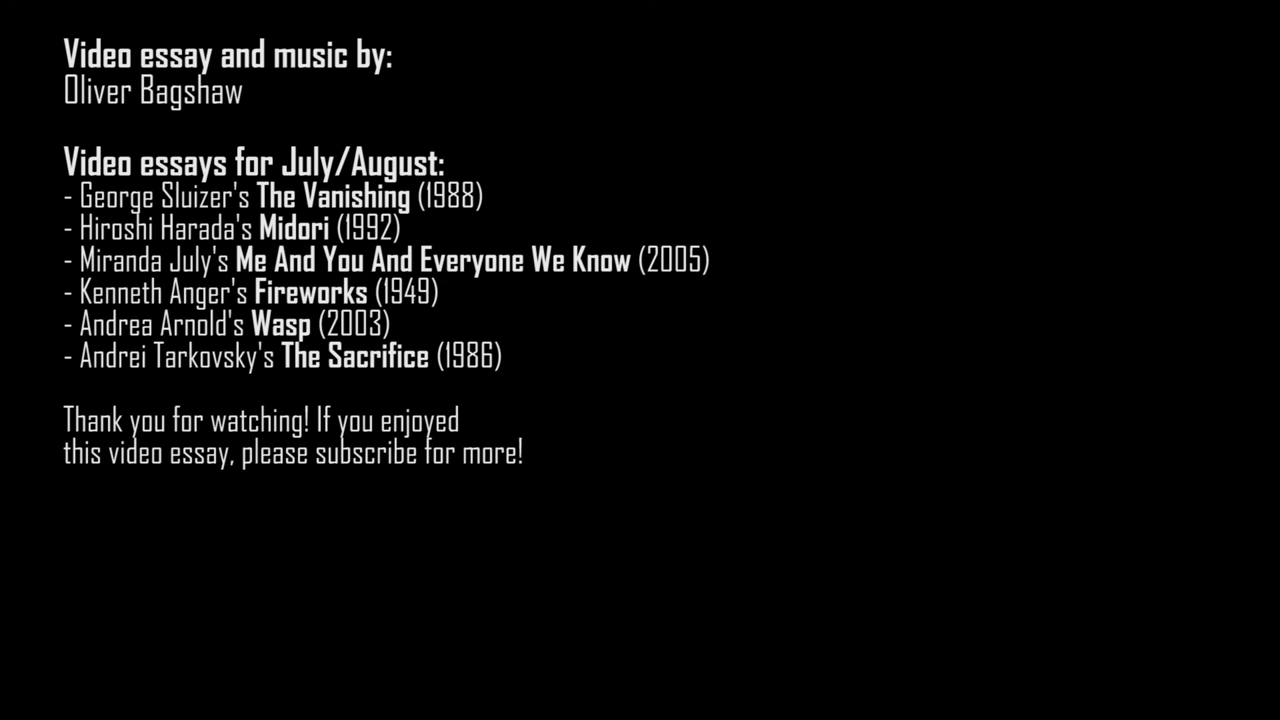 Video essay and music by:
Oliver Bagshaw
Video essays for July/August:
- George Sluizer's The Vanishing (1988)
- Hiroshi Harada's Midori (1992)
- Miranda July's Me And You And Everyone We Know (2005)
- Kenneth Anger's Fireworks (1949)
- Andrea Arnold's Wasp (2003)
- Andrei Tarkovsky's The Sacrifice (1986)
Thank you for watching! If you enjoyed
this video essay, please subscribe for more!